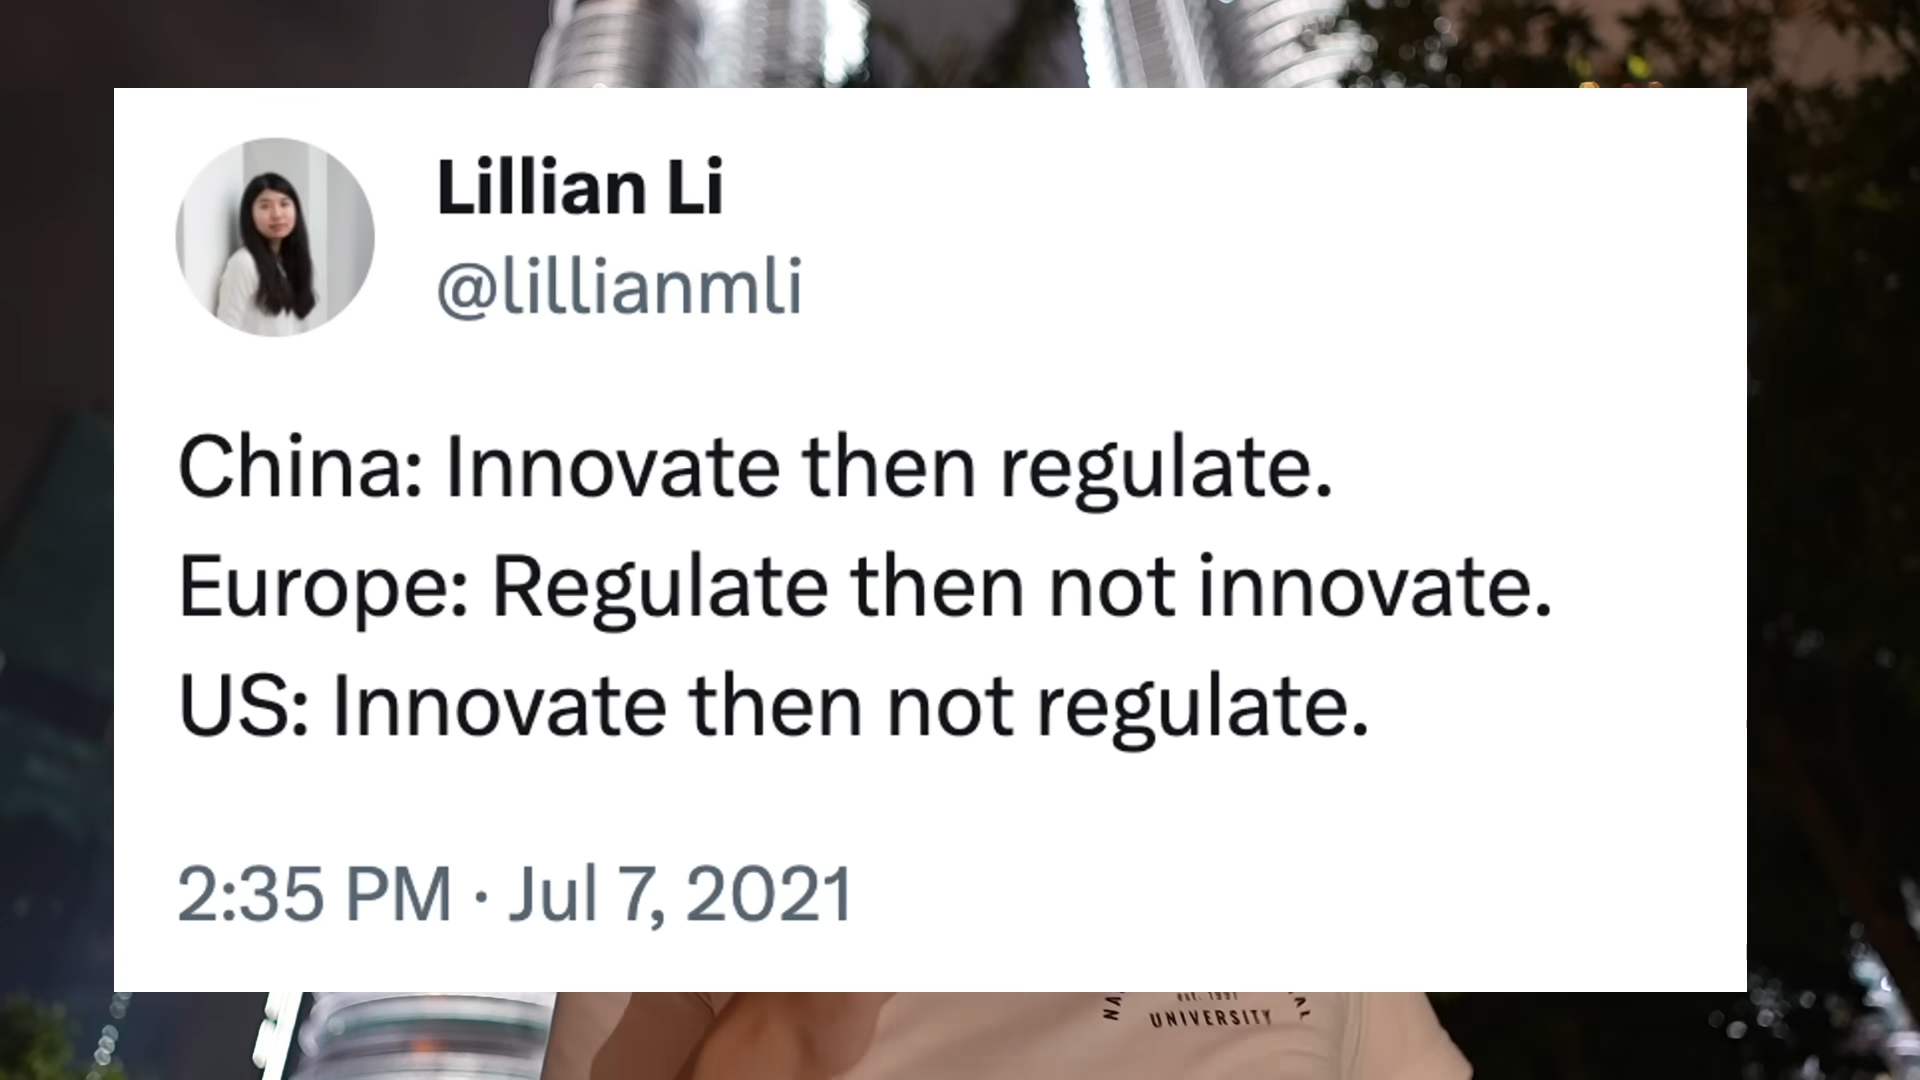 Lillian Li
@lillianmli
China: Innovate then regulate.
Europe: Regulate then not innovate.
US: Innovate then not regulate.
2:35 PM · Jul 7, 2021
UNIVERSITY